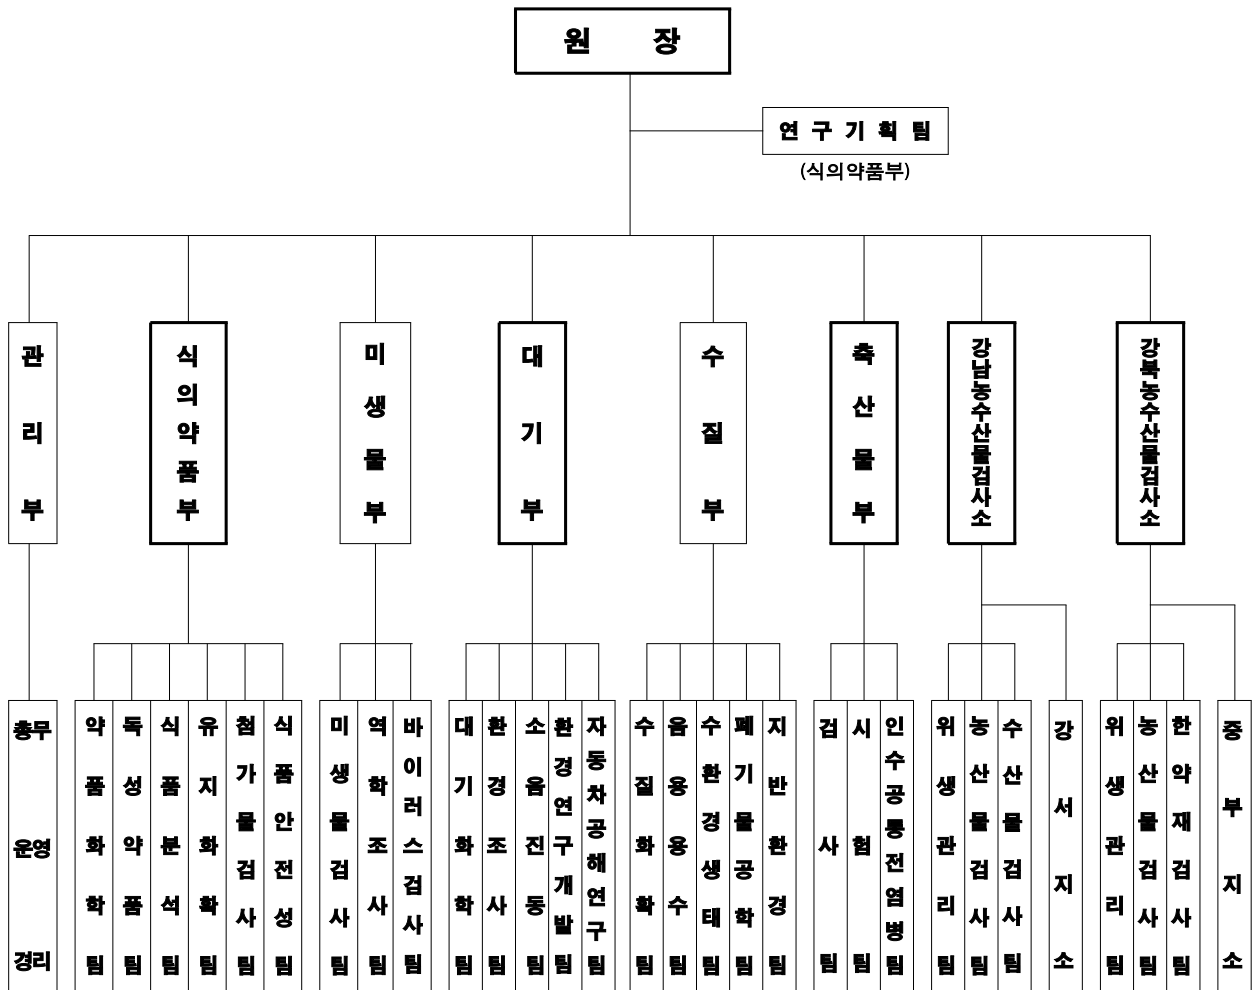 원 장
연 구 기 획 팀
(식의약품부)
관리부
식의약품부
미생물부
대기부
수질부
축산물부
강남농수산물검사소
강북농수산물검사소
총무
운영
경리
약품화학팀
독성약품팀
식품분석팀
유지화확팀
첨가물검사팀
식품안전성팀
미생물검사팀
역학조사팀
바이러스검사팀
대기화학팀
환경조사팀
소음진동팀
환경연구개발팀
자동차공해연구팀
수질화확팀
음용용수팀
수환경생태팀
폐기물공학팀
지반환경팀
검사팀
시험팀
인수공통전염병팀
위생관리팀
농산물검사팀
수산물검사팀
강서지소
위생관리팀
농산물검사팀
한약재검사팀
중부지소